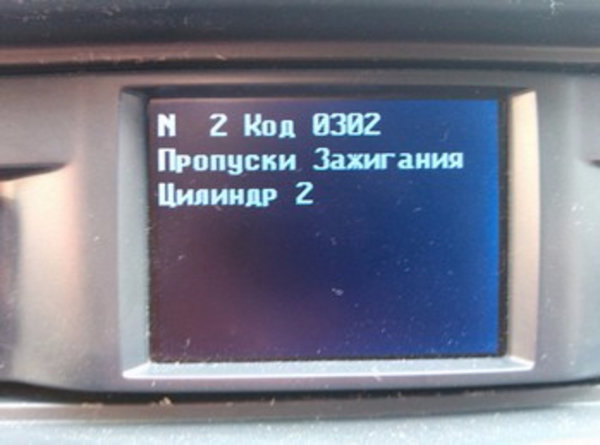 N 2 Код 0302
Пропуски Зажигания
Цилиндр 2